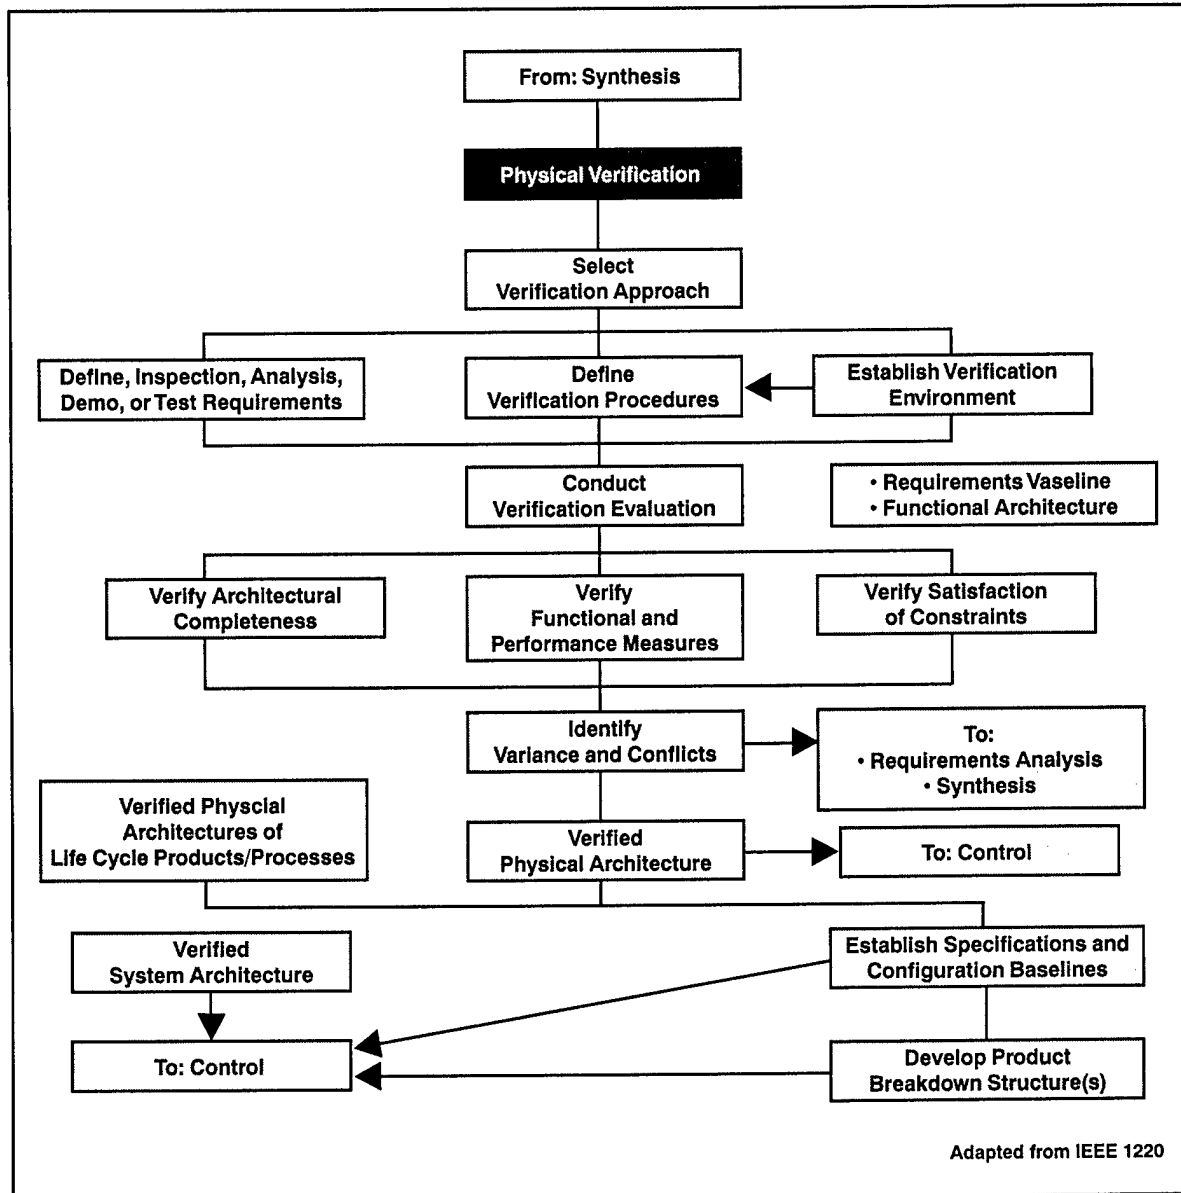 From: Synthesis
Physical Verification
Select
Verification Approach
Define, Inspection, Analysis,
Demo, or Test Requirements
Define
Verification Procedures
Establish Verification
Environment
Conduct
Verification Evaluation
• Requirements Vaseline
• Functional Architecture
Verify Architectural
Completeness
Verify
Functional and
Performance Measures
Verify Satisfaction
of Constraints
Identify
Variance and Conflicts
To:
• Requirements Analysis
• Synthesis
Verified Physcial
Architectures of
Life Cycle Products/Processes
Verified
Physical Architecture
To: Control
Verified
System Architecture
Establish Specifications and
Configuration Baselines
To: Control
Develop Product
Breakdown Structure(s)
Adapted from IEEE 1220